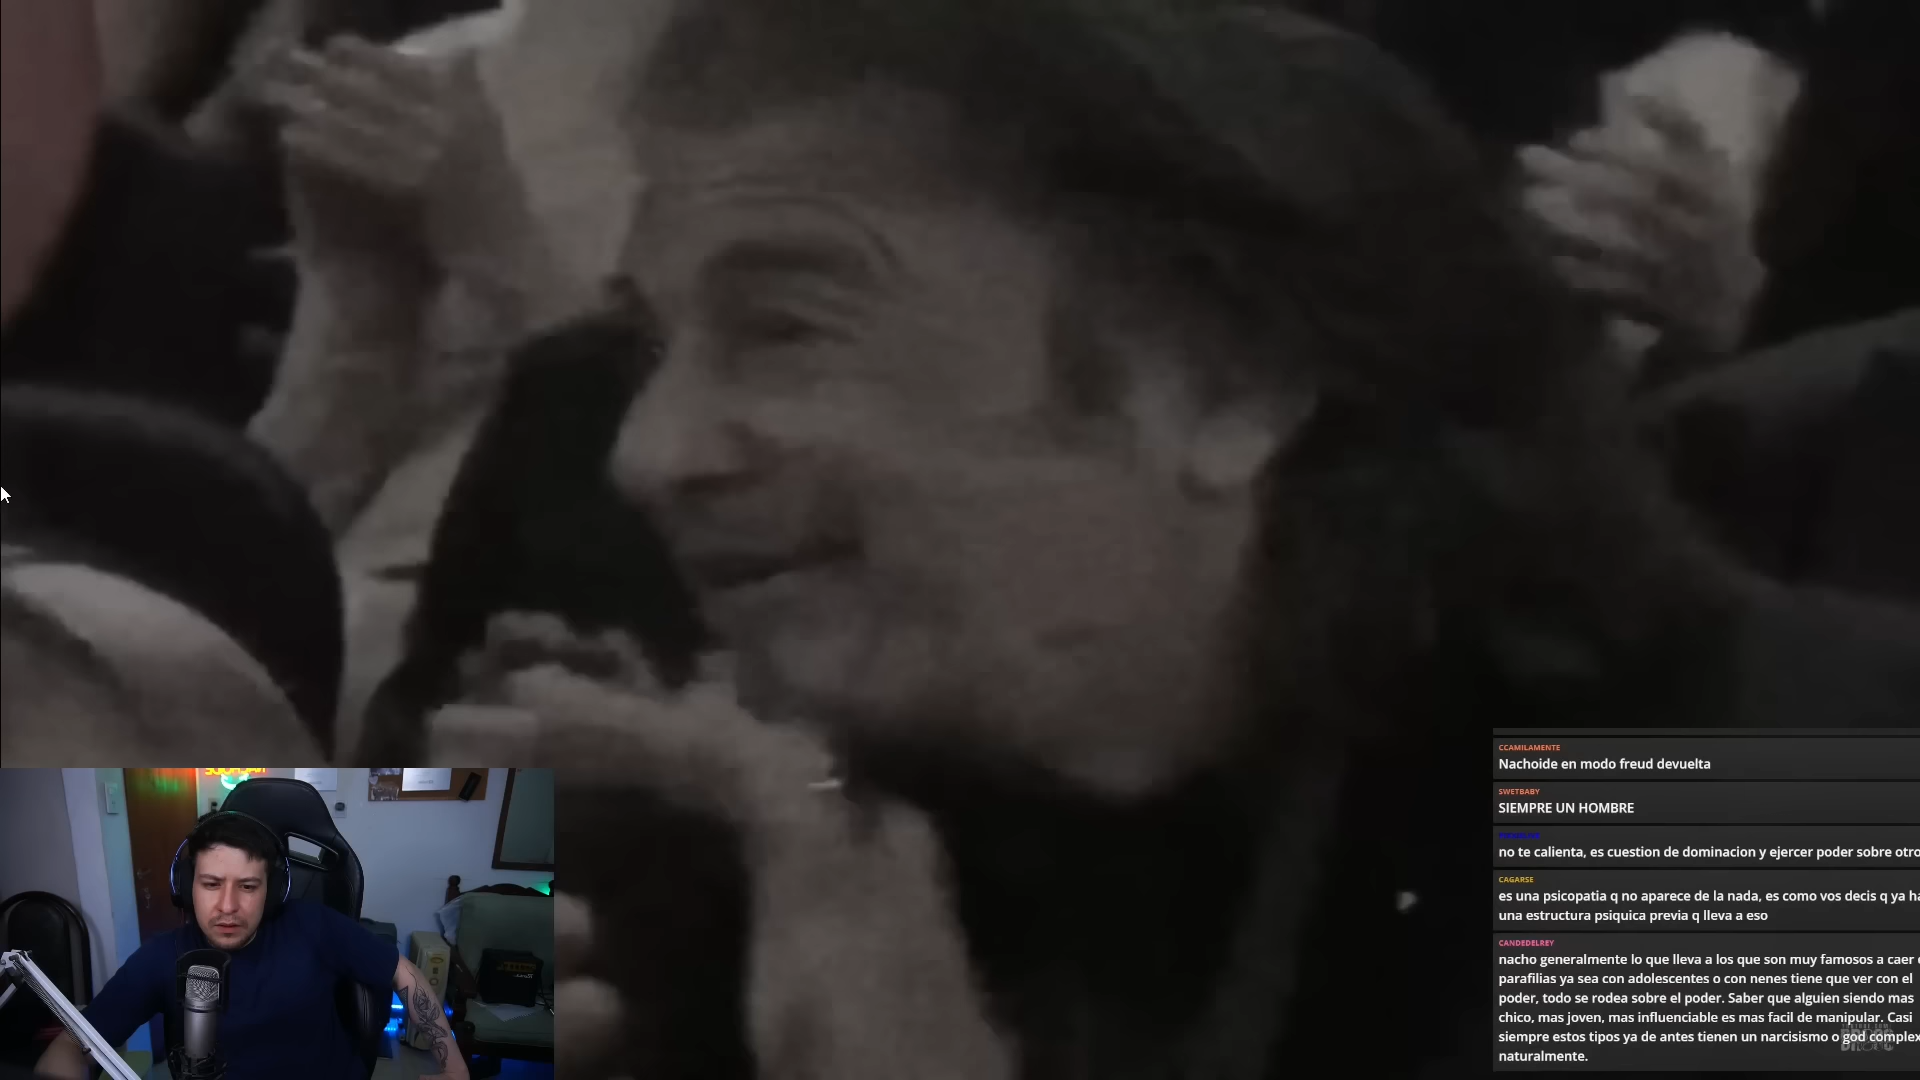 CCAMILAMENTE
Nachoide en modo freud devuelta
SWETBABY
SIEMPRE UN HOMBRE
no te calienta, es cuestion de dominacion y ejercer poder sobre otro
CAGARSE
es una psicopatia q no aparece de la nada, es como vos decis q ya ha
una estructura psiquica previa q lleva a eso
CANDEDELREY
nacho generalmente lo que lleva a los que son muy famosos a caer
parafilias ya sea con adolescentes o con nenes tiene que ver con el
poder, todo se rodea sobre el poder. Saber que alguien siendo mas
chico, mas joven, mas influenciable es mas facil de manipular. Casi
siempre estos tipos ya de antes tienen un narcisismo o god complex
naturalmente.